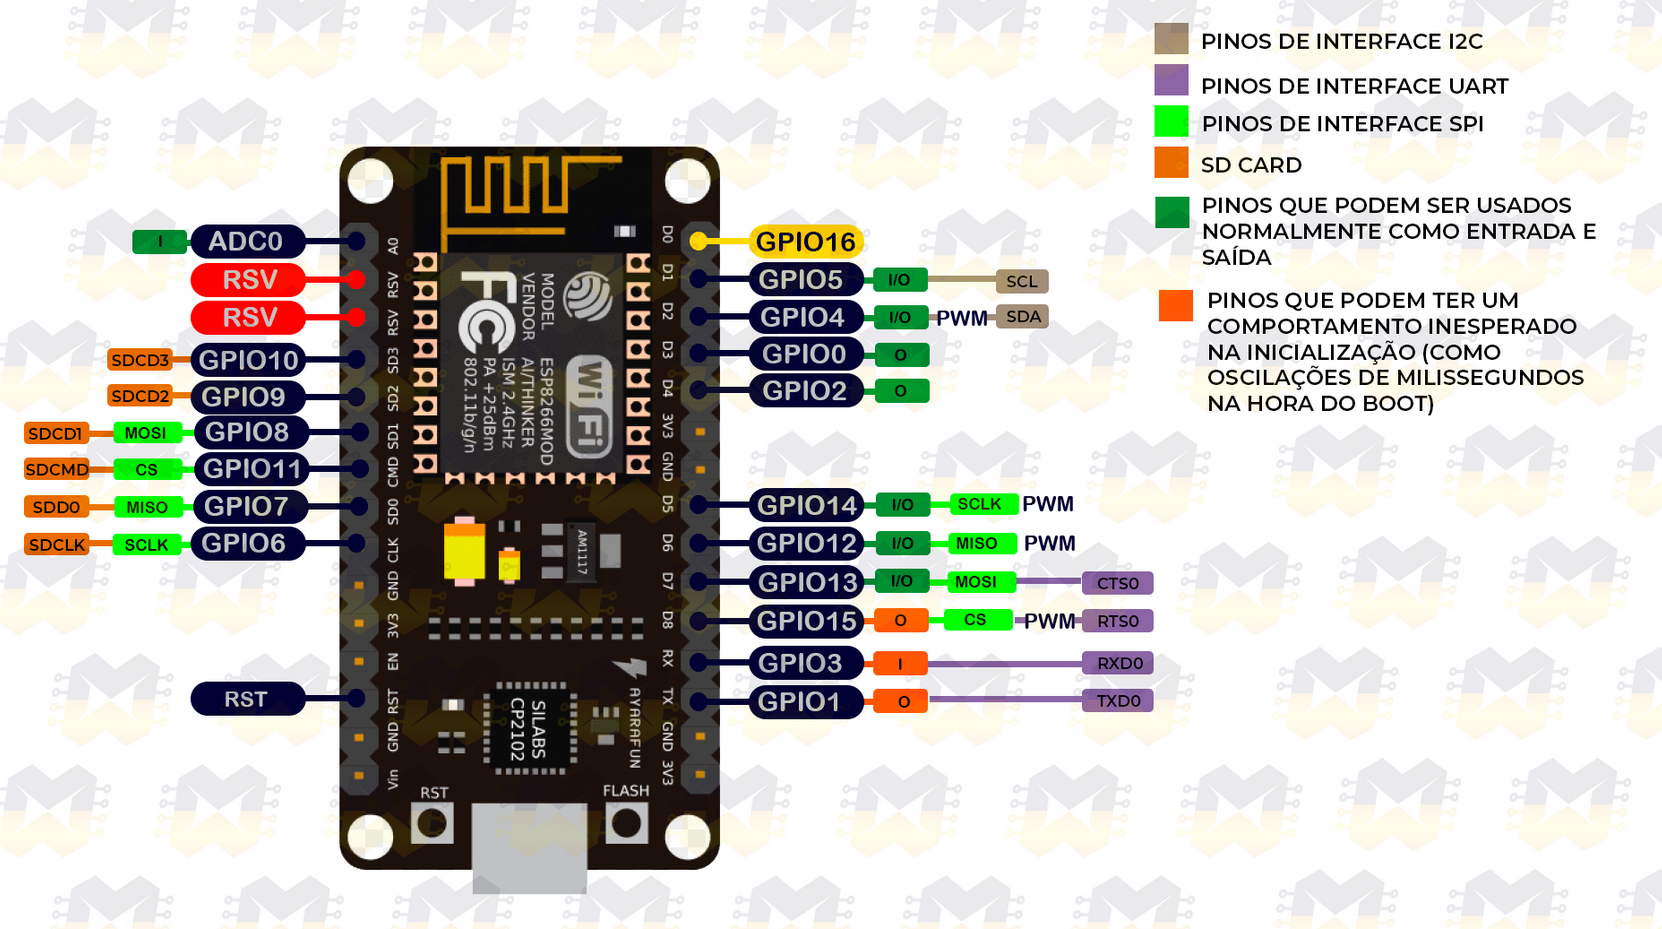 PINOS DE INTERFACE I2C
PINOS DE INTERFACE UART
PINOS DE INTERFACE SPI
SD CARD
PINOS QUE PODEM SER USADOS
NORMALMENTE COMO ENTRADA E
SAÍDA
PINOS QUE PODEM TER UM
COMPORTAMENTO INESPERADO
NA INICIALIZAÇÃO (COMO
OSCILAÇÕES DE MILISSEGUNDOS
NA HORA DO BOOT)
I ADC0
RSV
RSV
SDCD3 GPIO10
SDCD2 GPIO9
SDCD1 MOSI GPIO8
SDCMD CS GPIO11
SDD0 MISO GPIO7
SDCLK SCLK GPIO6
RST
A0
RSV
RSV
SD3
SD2
SD1
CMD
SD0
CLK
GND
3V3
EN
RST
GND
Vin
FC
MODEL
VENDOR
ESP8266MOD
AI/THINKER
ISM 2.4GHz
PA +25dBm
802.11b/g/n
WiFi
AM1117
SILABS
CP2102
AYARAFUN
RST
FLASH
D0
D1
D2
D3
D4
3V3
GND
D5
D6
D7
D8
RX
TX
GND
3V3
GPIO16
GPIO5 I/O SCL
GPIO4 I/O PWM SDA
GPIO0 O
GPIO2 O
GPIO14 I/O SCLK PWM
GPIO12 I/O MISO PWM
GPIO13 I/O MOSI CTS0
GPIO15 O CS PWM RTS0
GPIO3 I RXD0
GPIO1 O TXD0